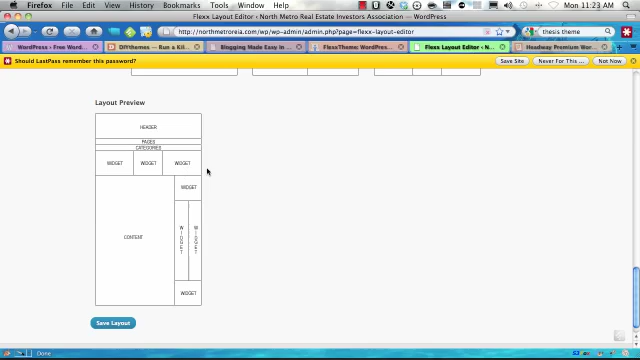 Firefox File Edit View History Bookmarks Tools Window Help Mon 11:23 AM
Flexx Layout Editor ‹ North Metro Real Estate Investors Association — WordPress
http://northmetroreia.com/wp/wp-admin/admin.php?page=flexx-layout-editor
thesis theme
WordPress › Free Word...
DIYthemes — Run a Kil...
Blogging Made Easy In ...
FlexxTheme: WordPres...
Flexx Layout Editor ‹ N...
Headway Premium Wor...
Should LastPass remember this password?
Save Site
Never For This ...
Not Now
Layout Preview
HEADER
PAGES
CATEGORIES
WIDGET WIDGET WIDGET
WIDGET
CONTENT
WIDGET
WIDGET
WIDGET
Save Layout
Done